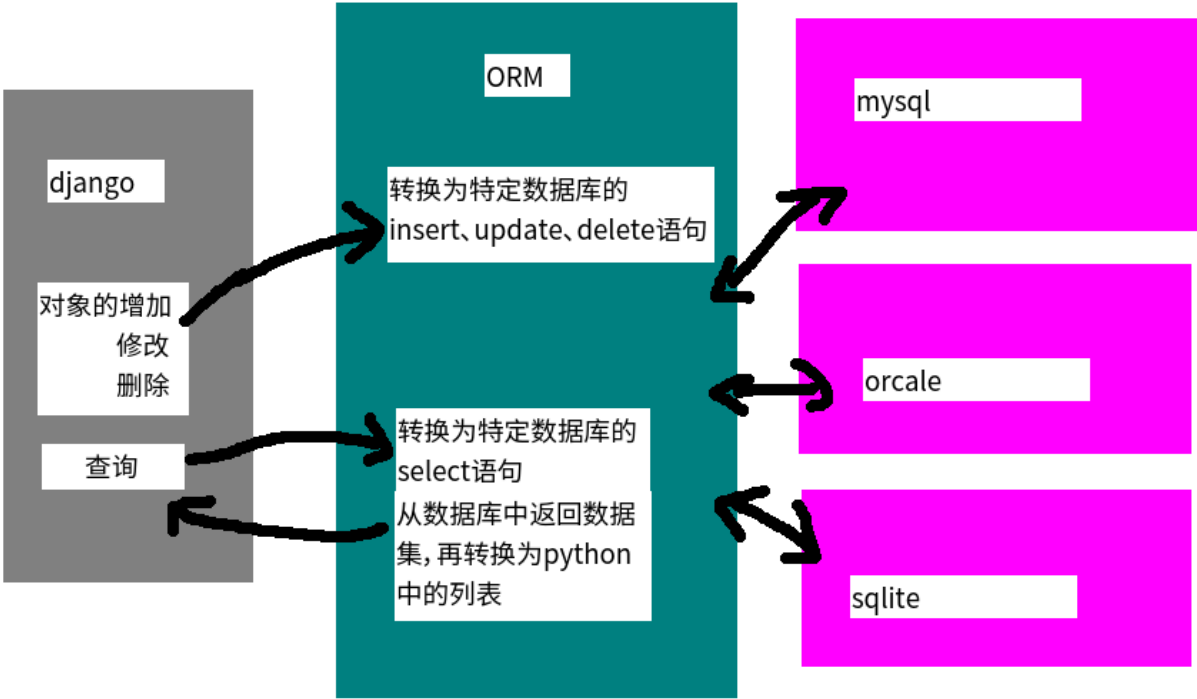 django
对象的增加
修改
删除
查询
ORM
转换为特定数据库的
insert、update、delete语句
转换为特定数据库的
select语句
从数据库中返回数据
集，再转换为python
中的列表
mysql
orcale
sqlite